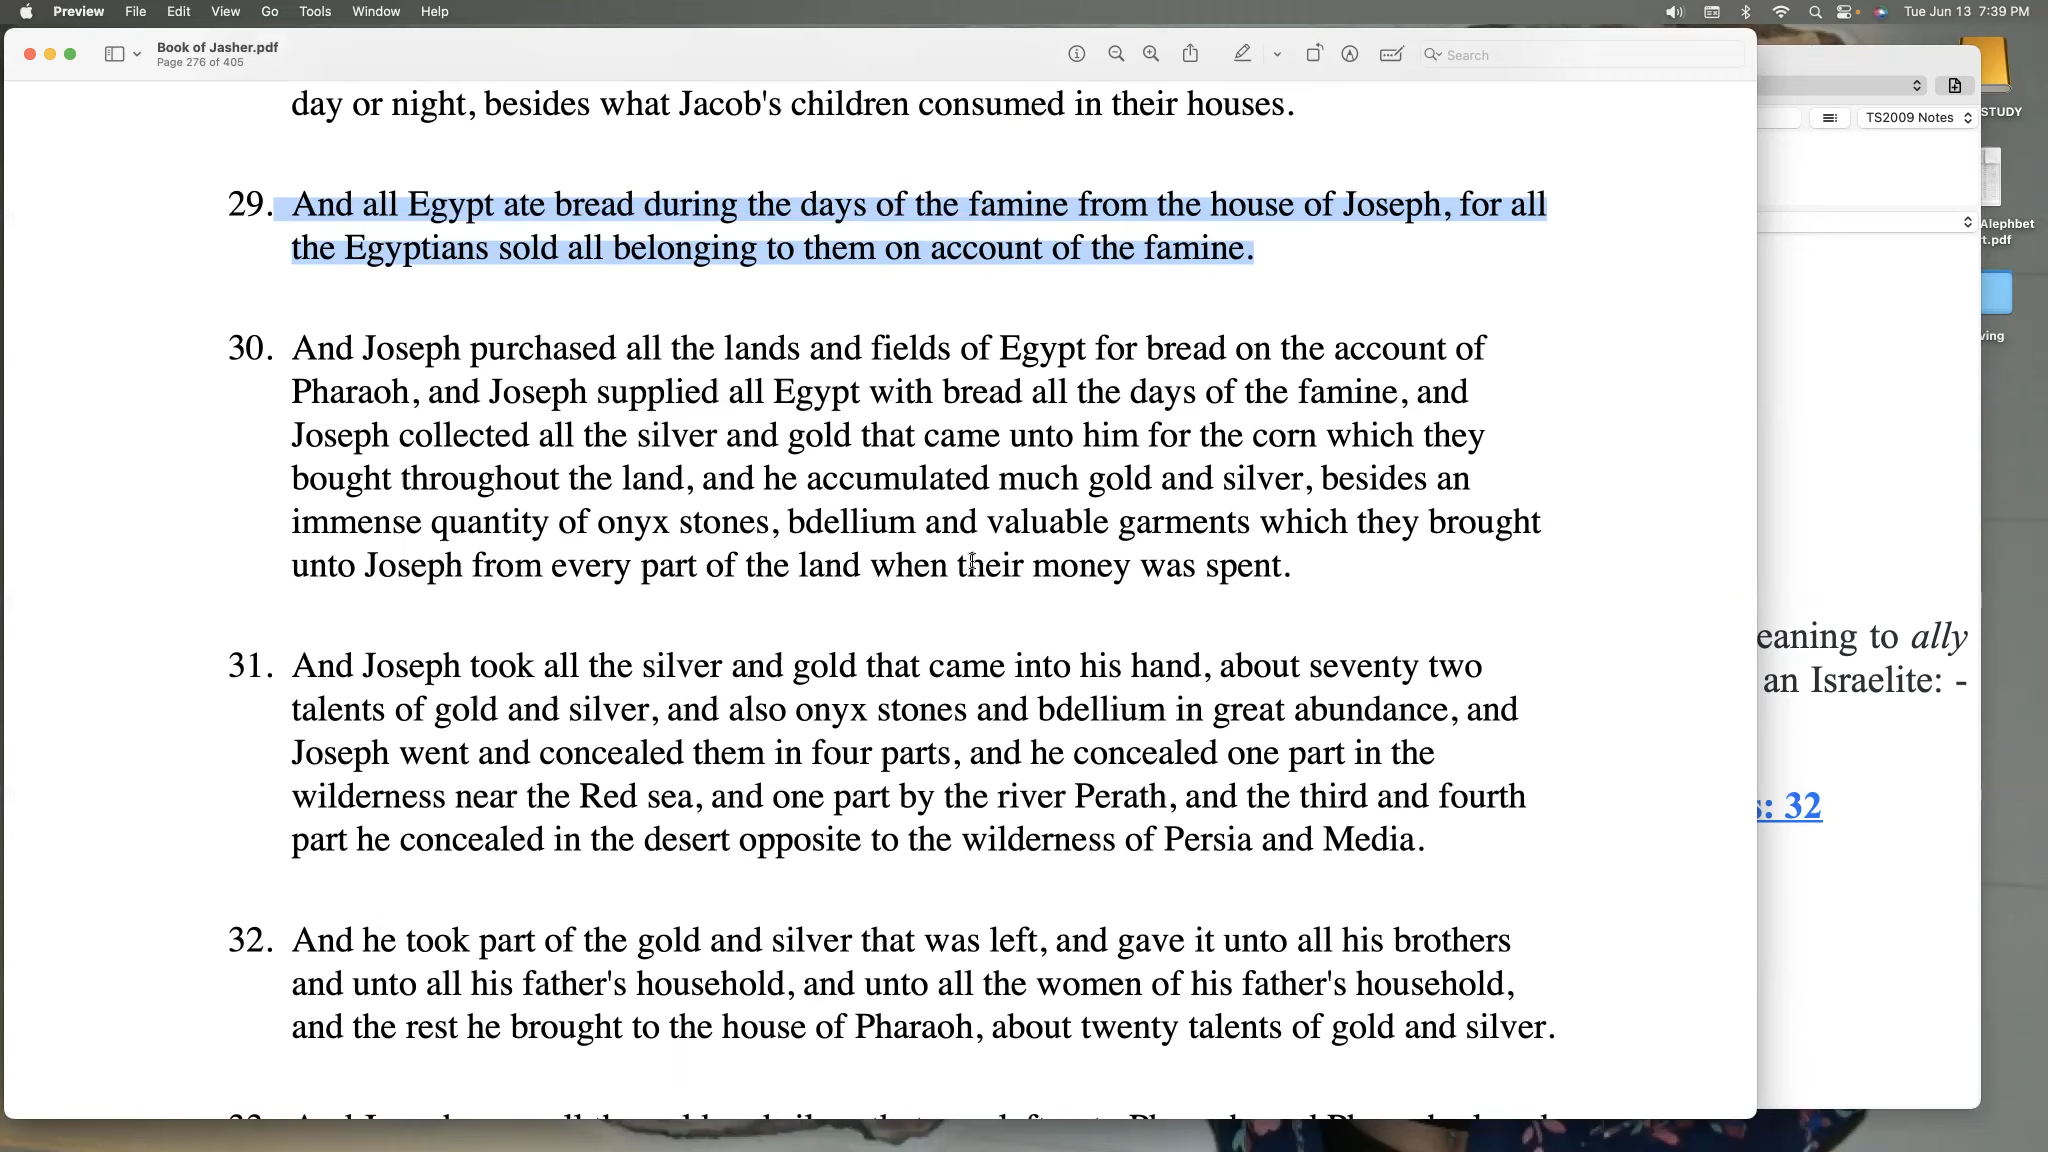 Preview File Edit View Go Tools Window Help Tue Jun 13 7:39 PM
Book of Jasher.pdf
Page 276 of 405
Search
TS2009 Notes
STUDY
Alephbet
t.pdf
ving
day or night, besides what Jacob's children consumed in their houses.
29. And all Egypt ate bread during the days of the famine from the house of Joseph, for all
the Egyptians sold all belonging to them on account of the famine.
30. And Joseph purchased all the lands and fields of Egypt for bread on the account of
Pharaoh, and Joseph supplied all Egypt with bread all the days of the famine, and
Joseph collected all the silver and gold that came unto him for the corn which they
bought throughout the land, and he accumulated much gold and silver, besides an
immense quantity of onyx stones, bdellium and valuable garments which they brought
unto Joseph from every part of the land when their money was spent.
31. And Joseph took all the silver and gold that came into his hand, about seventy two
talents of gold and silver, and also onyx stones and bdellium in great abundance, and
Joseph went and concealed them in four parts, and he concealed one part in the
wilderness near the Red sea, and one part by the river Perath, and the third and fourth
part he concealed in the desert opposite to the wilderness of Persia and Media.
32. And he took part of the gold and silver that was left, and gave it unto all his brothers
and unto all his father's household, and unto all the women of his father's household,
and the rest he brought to the house of Pharaoh, about twenty talents of gold and silver.
eaning to ally
an Israelite: -
s: 32